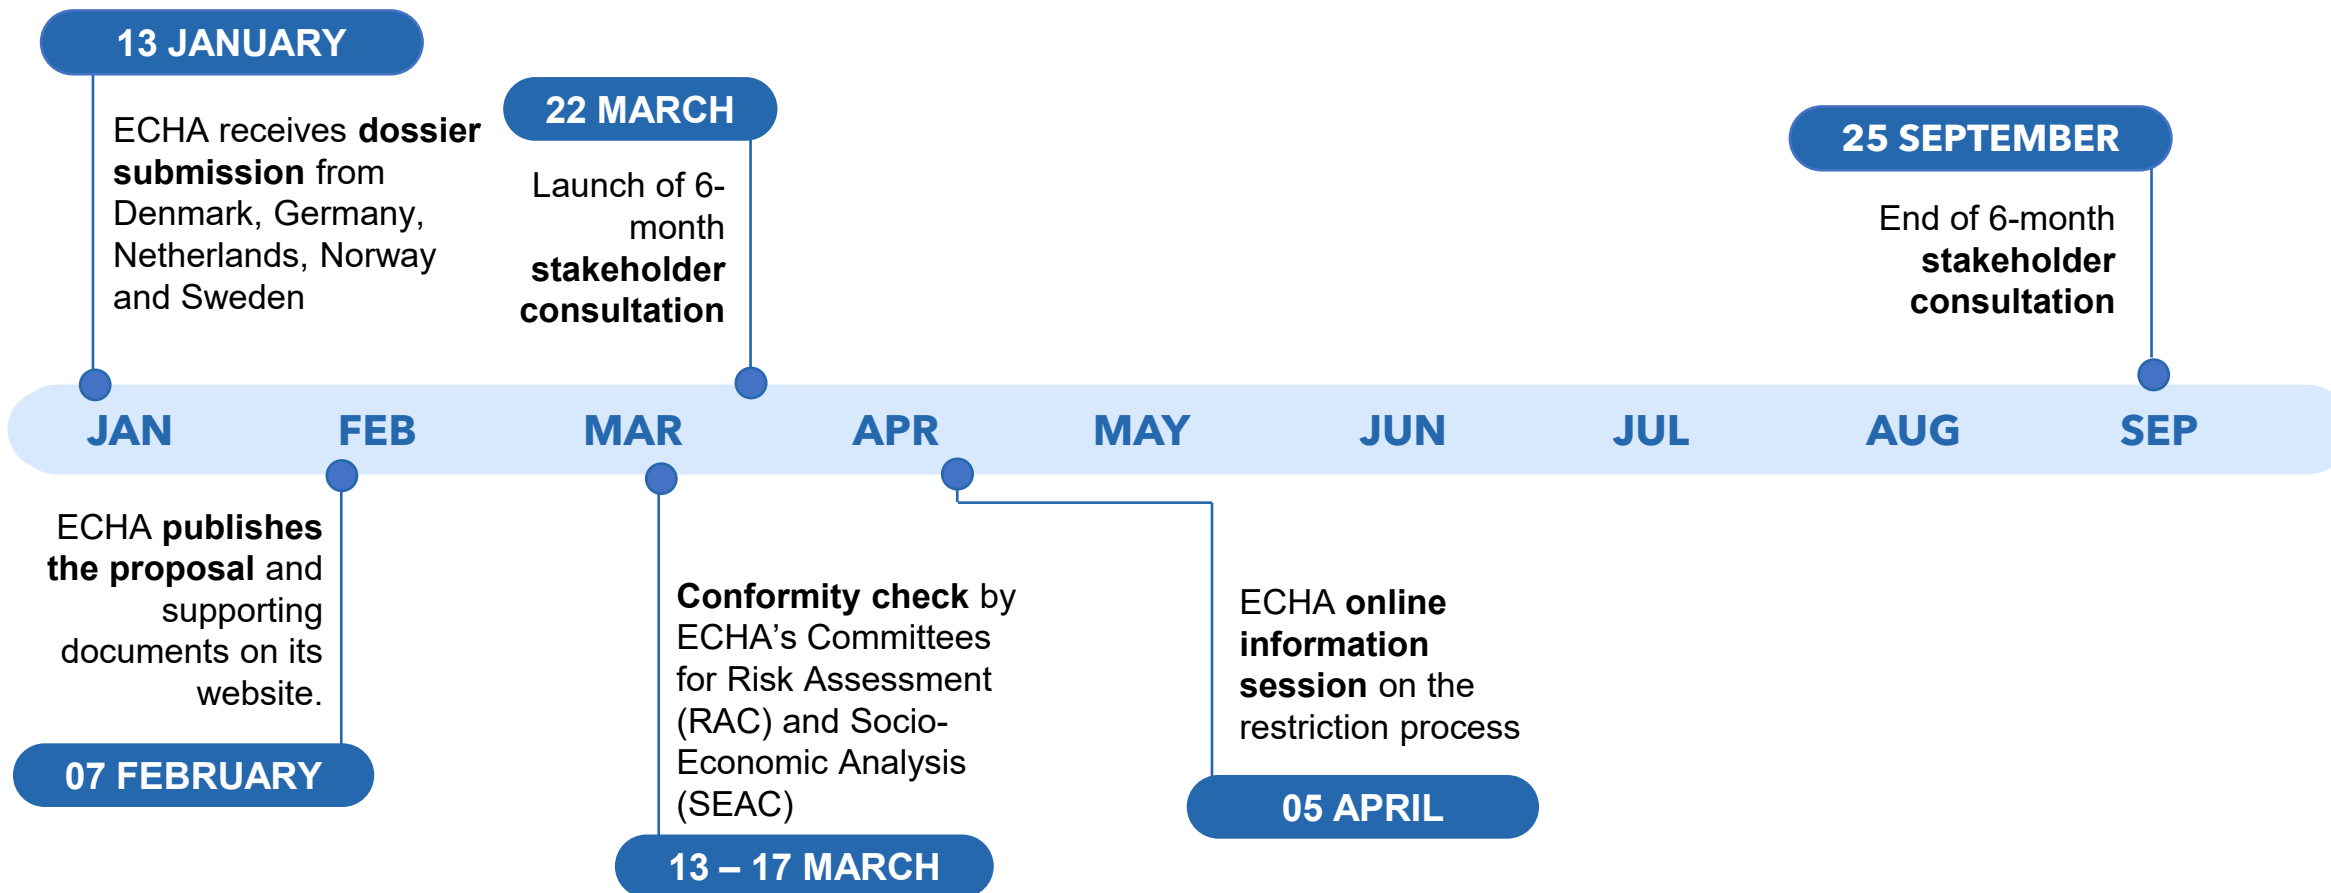 13 JANUARY
ECHA receives dossier
submission from
Denmark, Germany,
Netherlands, Norway
and Sweden
22 MARCH
Launch of 6-
month
stakeholder
consultation
25 SEPTEMBER
End of 6-month
stakeholder
consultation
JAN FEB MAR APR MAY JUN JUL AUG SEP
ECHA publishes
the proposal and
supporting
documents on its
website.
07 FEBRUARY
Conformity check by
ECHA’s Committees
for Risk Assessment
(RAC) and Socio-
Economic Analysis
(SEAC)
13 – 17 MARCH
ECHA online
information
session on the
restriction process
05 APRIL